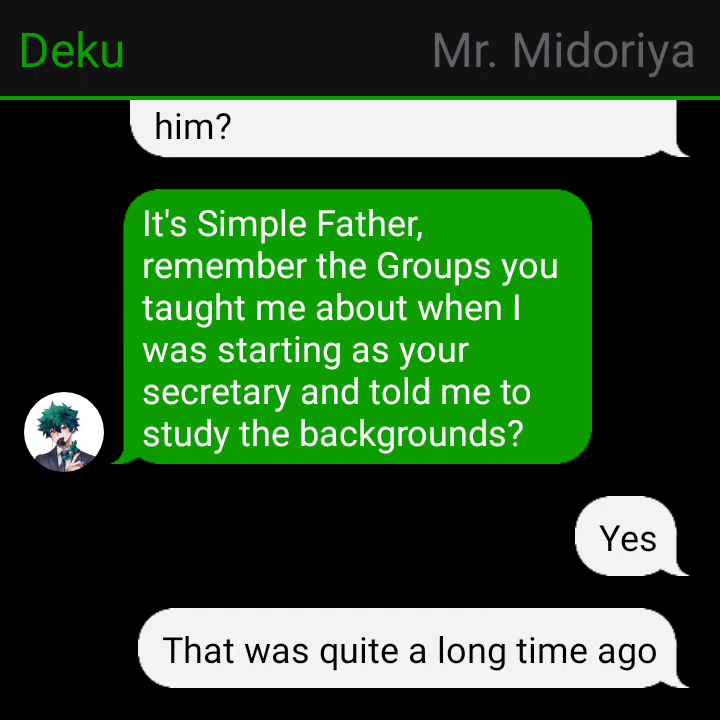 Deku
Mr. Midoriya
him?
It's Simple Father,
remember the Groups you
taught me about when I
was starting as your
secretary and told me to
study the backgrounds?
Yes
That was quite a long time ago